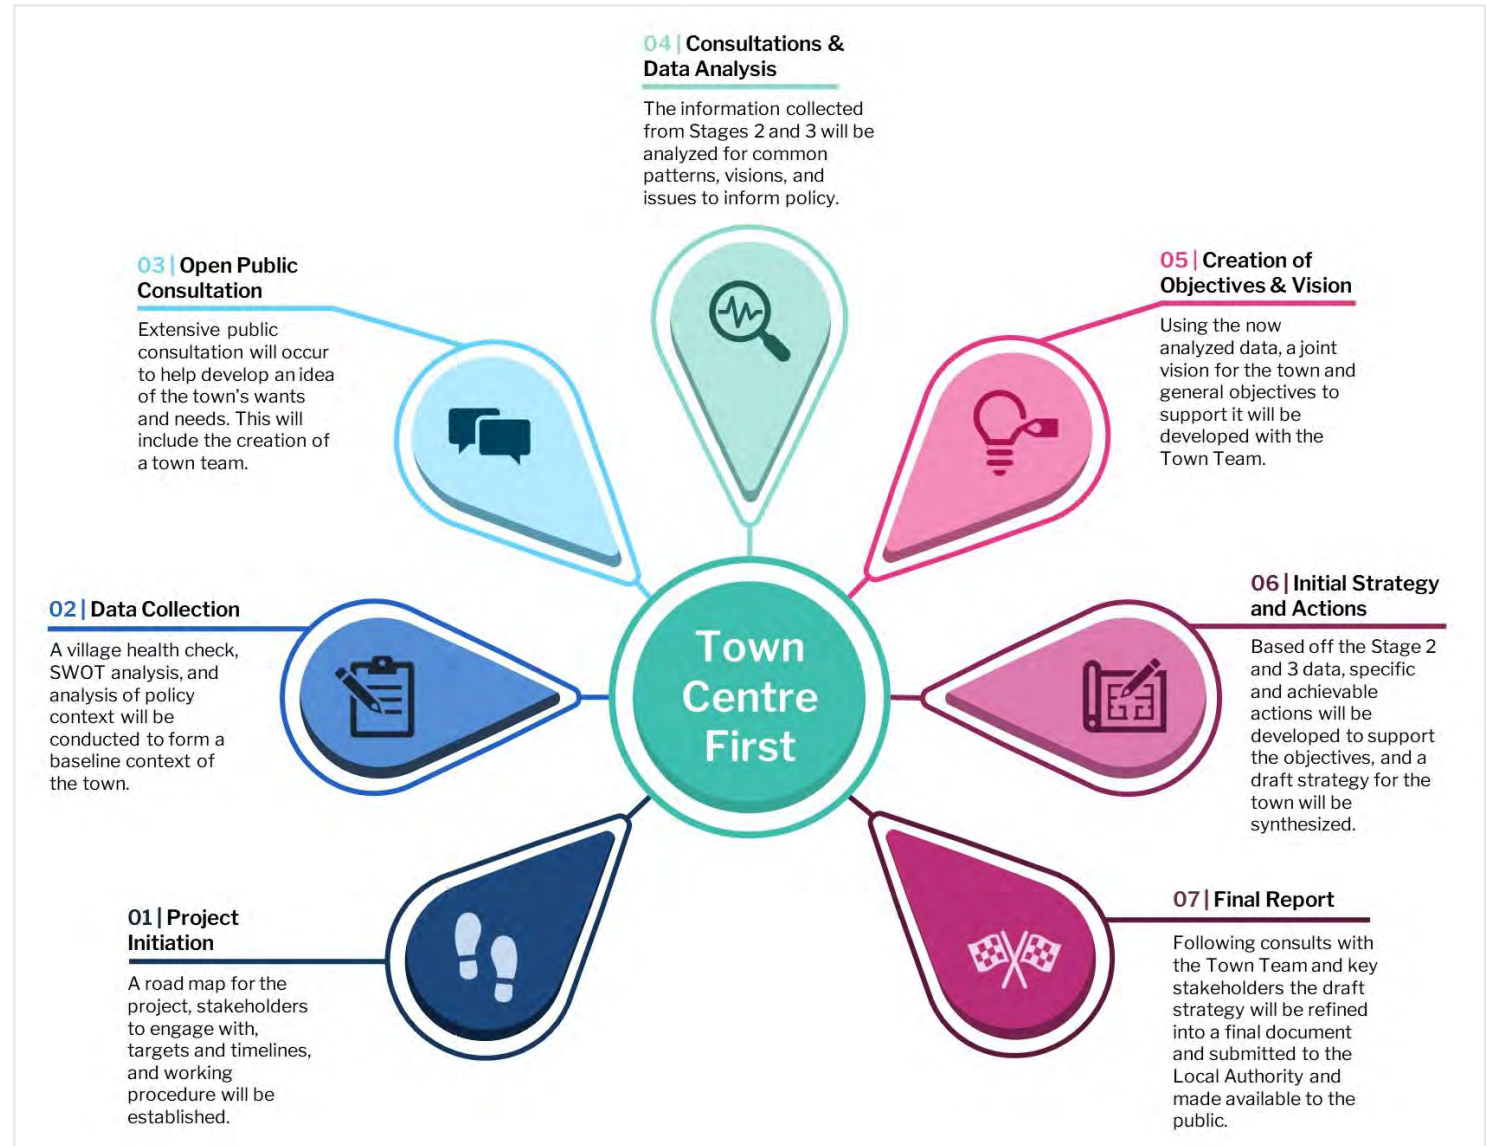 04 | Consultations &
Data Analysis
The information collected
from Stages 2 and 3 will be
analyzed for common
patterns, visions, and
issues to inform policy.
03 | Open Public
Consultation
Extensive public
consultation will occur
to help develop an idea
of the town's wants
and needs. This will
include the creation of
a town team.
05 | Creation of
Objectives & Vision
Using the now
analyzed data, a joint
vision for the town and
general objectives to
support it will be
developed with the
Town Team.
02 | Data Collection
A village health check,
SWOT analysis, and
analysis of policy
context will be
conducted to form a
baseline context of
the town.
Town
Centre
First
06 | Initial Strategy
and Actions
Based off the Stage 2
and 3 data, specific
and achievable
actions will be
developed to support
the objectives, and a
draft strategy for the
town will be
synthesized.
01 | Project
Initiation
A road map for the
project, stakeholders
to engage with,
targets and timelines,
and working
procedure will be
established.
07 | Final Report
Following consults with
the Town Team and key
stakeholders the draft
strategy will be refined
into a final document
and submitted to the
Local Authority and
made available to the
public.